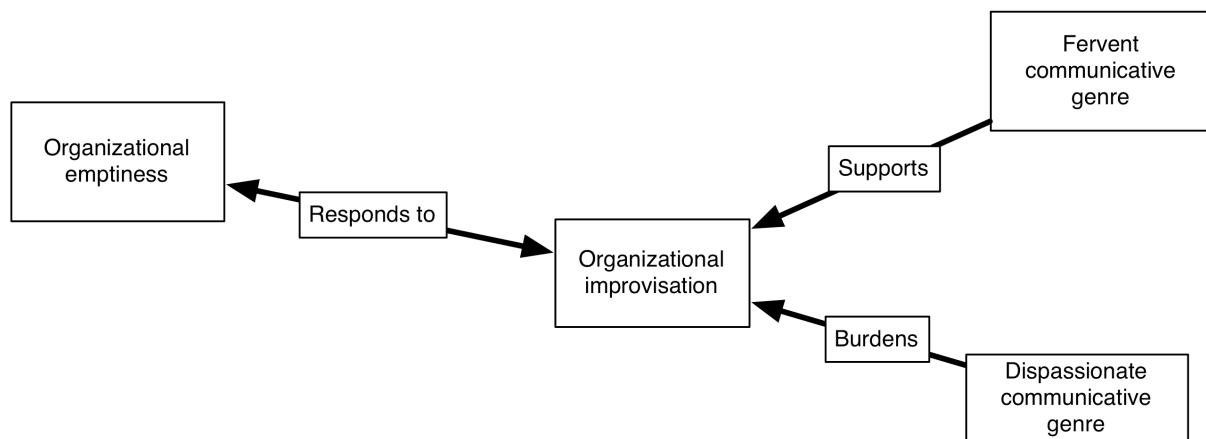 Fervent
communicative
genre
Organizational
emptiness
Supports
Responds to
Organizational
improvisation
Burdens
Dispassionate
communicative
genre